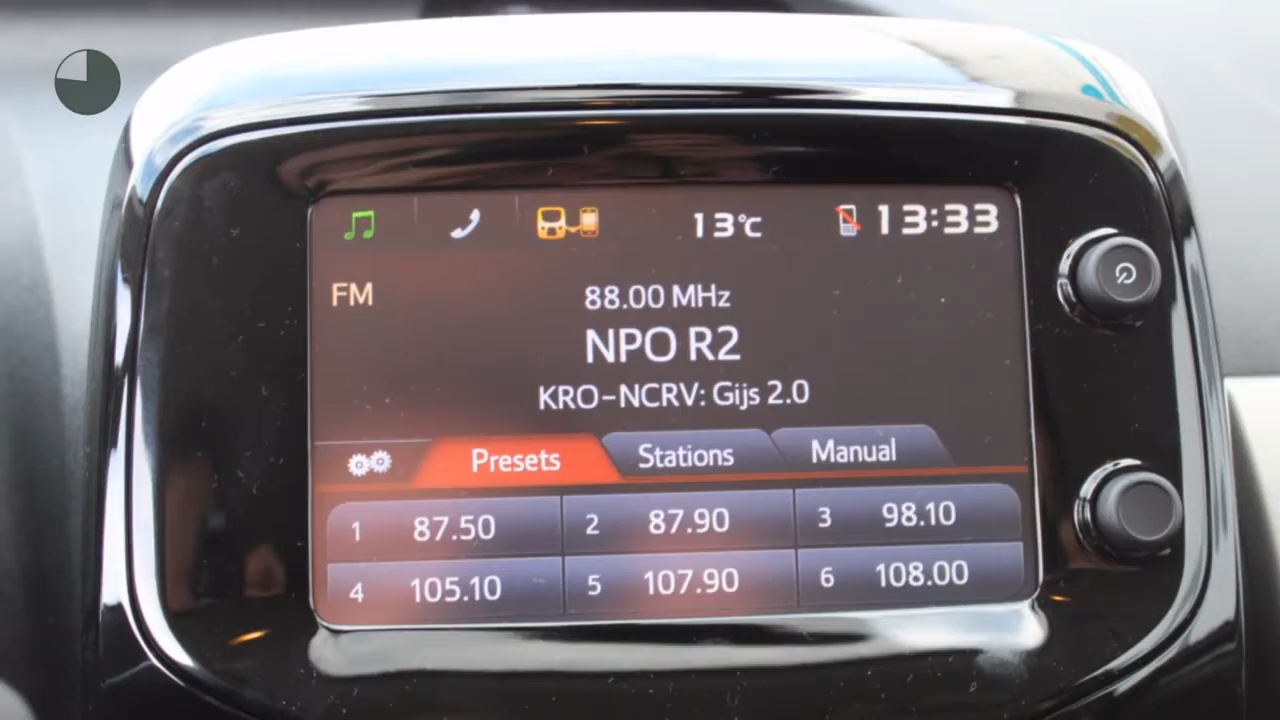 13°C 13:33
FM
88.00 MHz
NPO R2
KRO-NCRV: Gijs 2.0
Presets Stations Manual
1 87.50 2 87.90 3 98.10
4 105.10 5 107.90 6 108.00